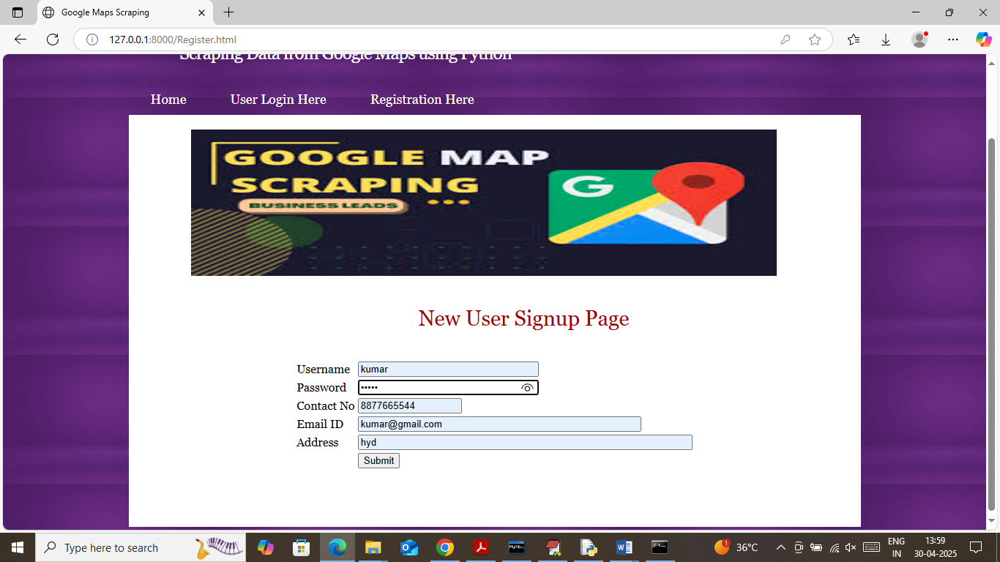 Google Maps Scraping
127.0.0.1:8000/Register.html
Scraping Data from Google Maps using Python
Home User Login Here Registration Here
GOOGLE MAP
SCRAPING
BUSINESS LEADS
G
New User Signup Page
Username kumar
Password •••••
Contact No 8877665544
Email ID kumar@gmail.com
Address hyd
Submit
Type here to search
MySQL
1
36°C
ENG
IN
13:59
30-04-2025